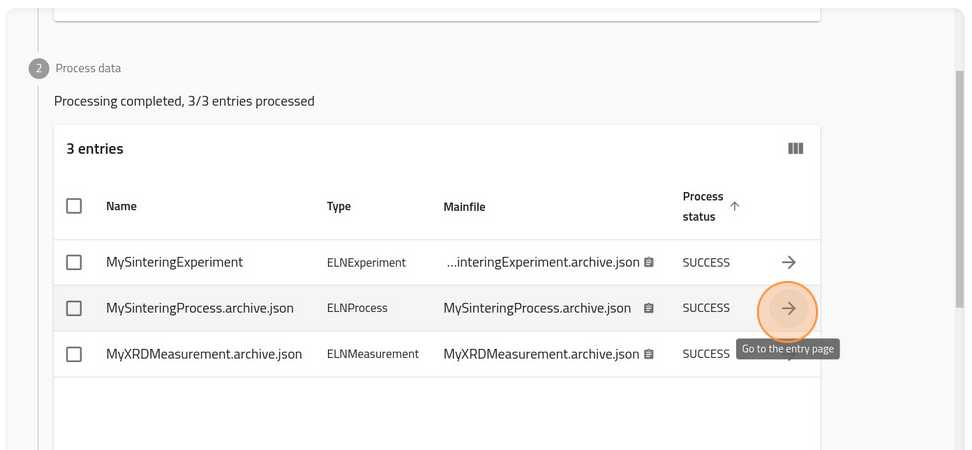 2 Process data
Processing completed, 3/3 entries processed
3 entries
Name Type Mainfile Process status
MySinteringExperiment ELNExperiment ...interingExperiment.archive.json SUCCESS
MySinteringProcess.archive.json ELNProcess MySinteringProcess.archive.json SUCCESS
MyXRDMeasurement.archive.json ELNMeasurement MyXRDMeasurement.archive.json SUCCESS
Go to the entry page